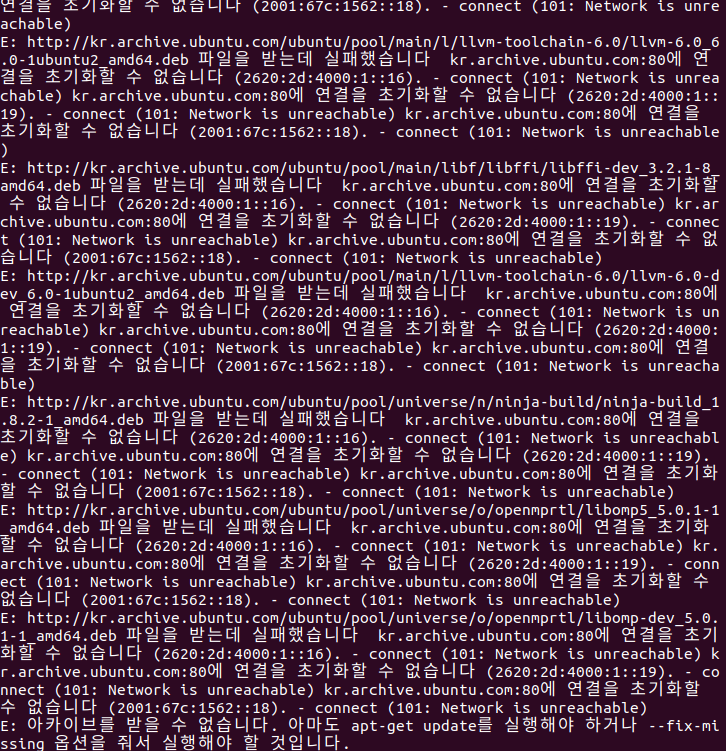 연결을 초기화할 수 없습니다 (2001:67c:1562::18). - connect (101: Network is unre
achable)
E: http://kr.archive.ubuntu.com/ubuntu/pool/main/l/llvm-toolchain-6.0/llvm-6.0_6
.0-1ubuntu2_amd64.deb 파일을 받는데 실패했습니다  kr.archive.ubuntu.com:80에 연
결을 초기화할 수 없습니다 (2620:2d:4000:1::16). - connect (101: Network is unrea
chable) kr.archive.ubuntu.com:80에 연결을 초기화할 수 없습니다 (2620:2d:4000:1::
19). - connect (101: Network is unreachable) kr.archive.ubuntu.com:80에 연결을
초기화할 수 없습니다 (2001:67c:1562::18). - connect (101: Network is unreachable
)
E: http://kr.archive.ubuntu.com/ubuntu/pool/main/libf/libffi/libffi-dev_3.2.1-8_
amd64.deb 파일을 받는데 실패했습니다  kr.archive.ubuntu.com:80에 연결을 초기화할
수 없습니다 (2620:2d:4000:1::16). - connect (101: Network is unreachable) kr.ar
chive.ubuntu.com:80에 연결을 초기화할 수 없습니다 (2620:2d:4000:1::19). - connec
t (101: Network is unreachable) kr.archive.ubuntu.com:80에 연결을 초기화할 수 없
습니다 (2001:67c:1562::18). - connect (101: Network is unreachable)
E: http://kr.archive.ubuntu.com/ubuntu/pool/main/l/llvm-toolchain-6.0/llvm-6.0-d
ev_6.0-1ubuntu2_amd64.deb 파일을 받는데 실패했습니다  kr.archive.ubuntu.com:80에
연결을 초기화할 수 없습니다 (2620:2d:4000:1::16). - connect (101: Network is un
reachable) kr.archive.ubuntu.com:80에 연결을 초기화할 수 없습니다 (2620:2d:4000:
1::19). - connect (101: Network is unreachable) kr.archive.ubuntu.com:80에 연결
을 초기화할 수 없습니다 (2001:67c:1562::18). - connect (101: Network is unreacha
ble)
E: http://kr.archive.ubuntu.com/ubuntu/pool/universe/n/ninja-build/ninja-build_1
.8.2-1_amd64.deb 파일을 받는데 실패했습니다  kr.archive.ubuntu.com:80에 연결을
초기화할 수 없습니다 (2620:2d:4000:1::16). - connect (101: Network is unreachabl
e) kr.archive.ubuntu.com:80에 연결을 초기화할 수 없습니다 (2620:2d:4000:1::19).
- connect (101: Network is unreachable) kr.archive.ubuntu.com:80에 연결을 초기화
할 수 없습니다 (2001:67c:1562::18). - connect (101: Network is unreachable)
E: http://kr.archive.ubuntu.com/ubuntu/pool/universe/o/openmprtl/libomp5_5.0.1-1
_amd64.deb 파일을 받는데 실패했습니다  kr.archive.ubuntu.com:80에 연결을 초기화
할 수 없습니다 (2620:2d:4000:1::16). - connect (101: Network is unreachable) kr.
archive.ubuntu.com:80에 연결을 초기화할 수 없습니다 (2620:2d:4000:1::19). - conn
ect (101: Network is unreachable) kr.archive.ubuntu.com:80에 연결을 초기화할 수
없습니다 (2001:67c:1562::18). - connect (101: Network is unreachable)
E: http://kr.archive.ubuntu.com/ubuntu/pool/universe/o/openmprtl/libomp-dev_5.0.
1-1_amd64.deb 파일을 받는데 실패했습니다  kr.archive.ubuntu.com:80에 연결을 초기
화할 수 없습니다 (2620:2d:4000:1::16). - connect (101: Network is unreachable) k
r.archive.ubuntu.com:80에 연결을 초기화할 수 없습니다 (2620:2d:4000:1::19). - co
nnect (101: Network is unreachable) kr.archive.ubuntu.com:80에 연결을 초기화할
수 없습니다 (2001:67c:1562::18). - connect (101: Network is unreachable)
E: 아카이브를 받을 수 없습니다. 아마도 apt-get update를 실행해야 하거나 --fix-mi
ssing 옵션을 줘서 실행해야 할 것입니다.